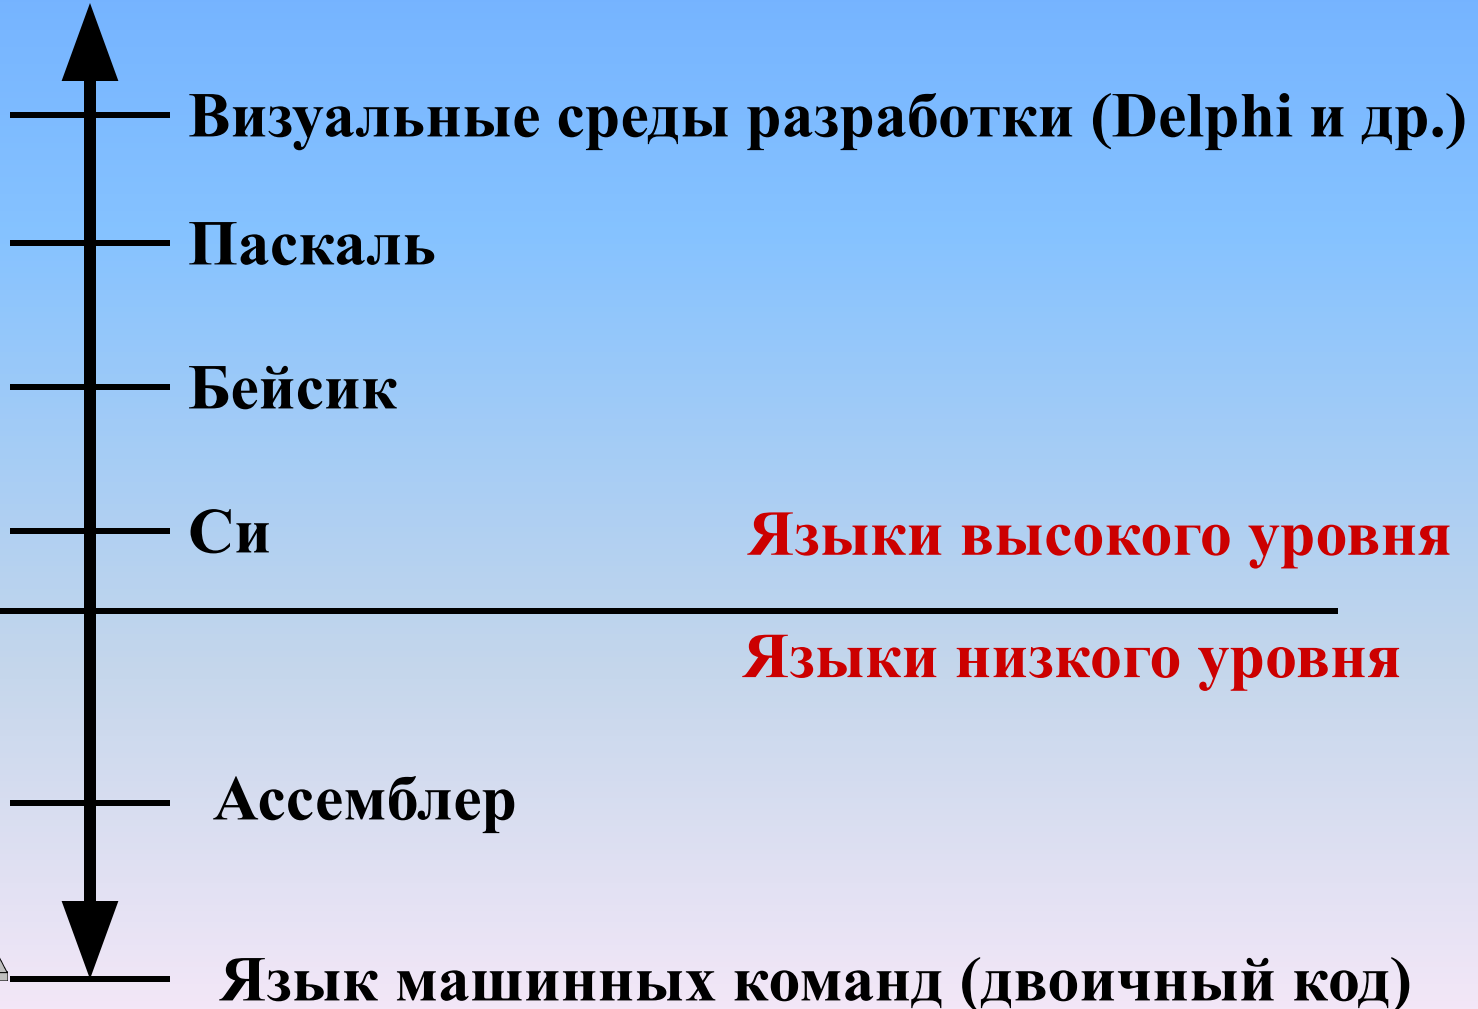 Визуальные среды разработки (Delphi и др.)
Паскаль
Бейсик
Си
Языки высокого уровня
Языки низкого уровня
Ассемблер
Язык машинных команд (двоичный код)